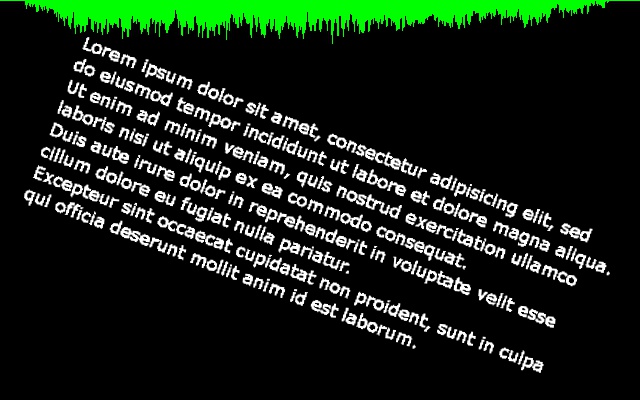 Lorem ipsum dolor sit amet, consectetur adipisicing elit, sed
do eiusmod tempor incididunt ut labore et dolore magna aliqua.
Ut enim ad minim veniam, quis nostrud exercitation ullamco
laboris nisi ut aliquip ex ea commodo consequat.
Duis aute irure dolor in reprehenderit in voluptate velit esse
cillum dolore eu fugiat nulla pariatur.
Excepteur sint occaecat cupidatat non proident, sunt in culpa
qui officia deserunt mollit anim id est laborum.